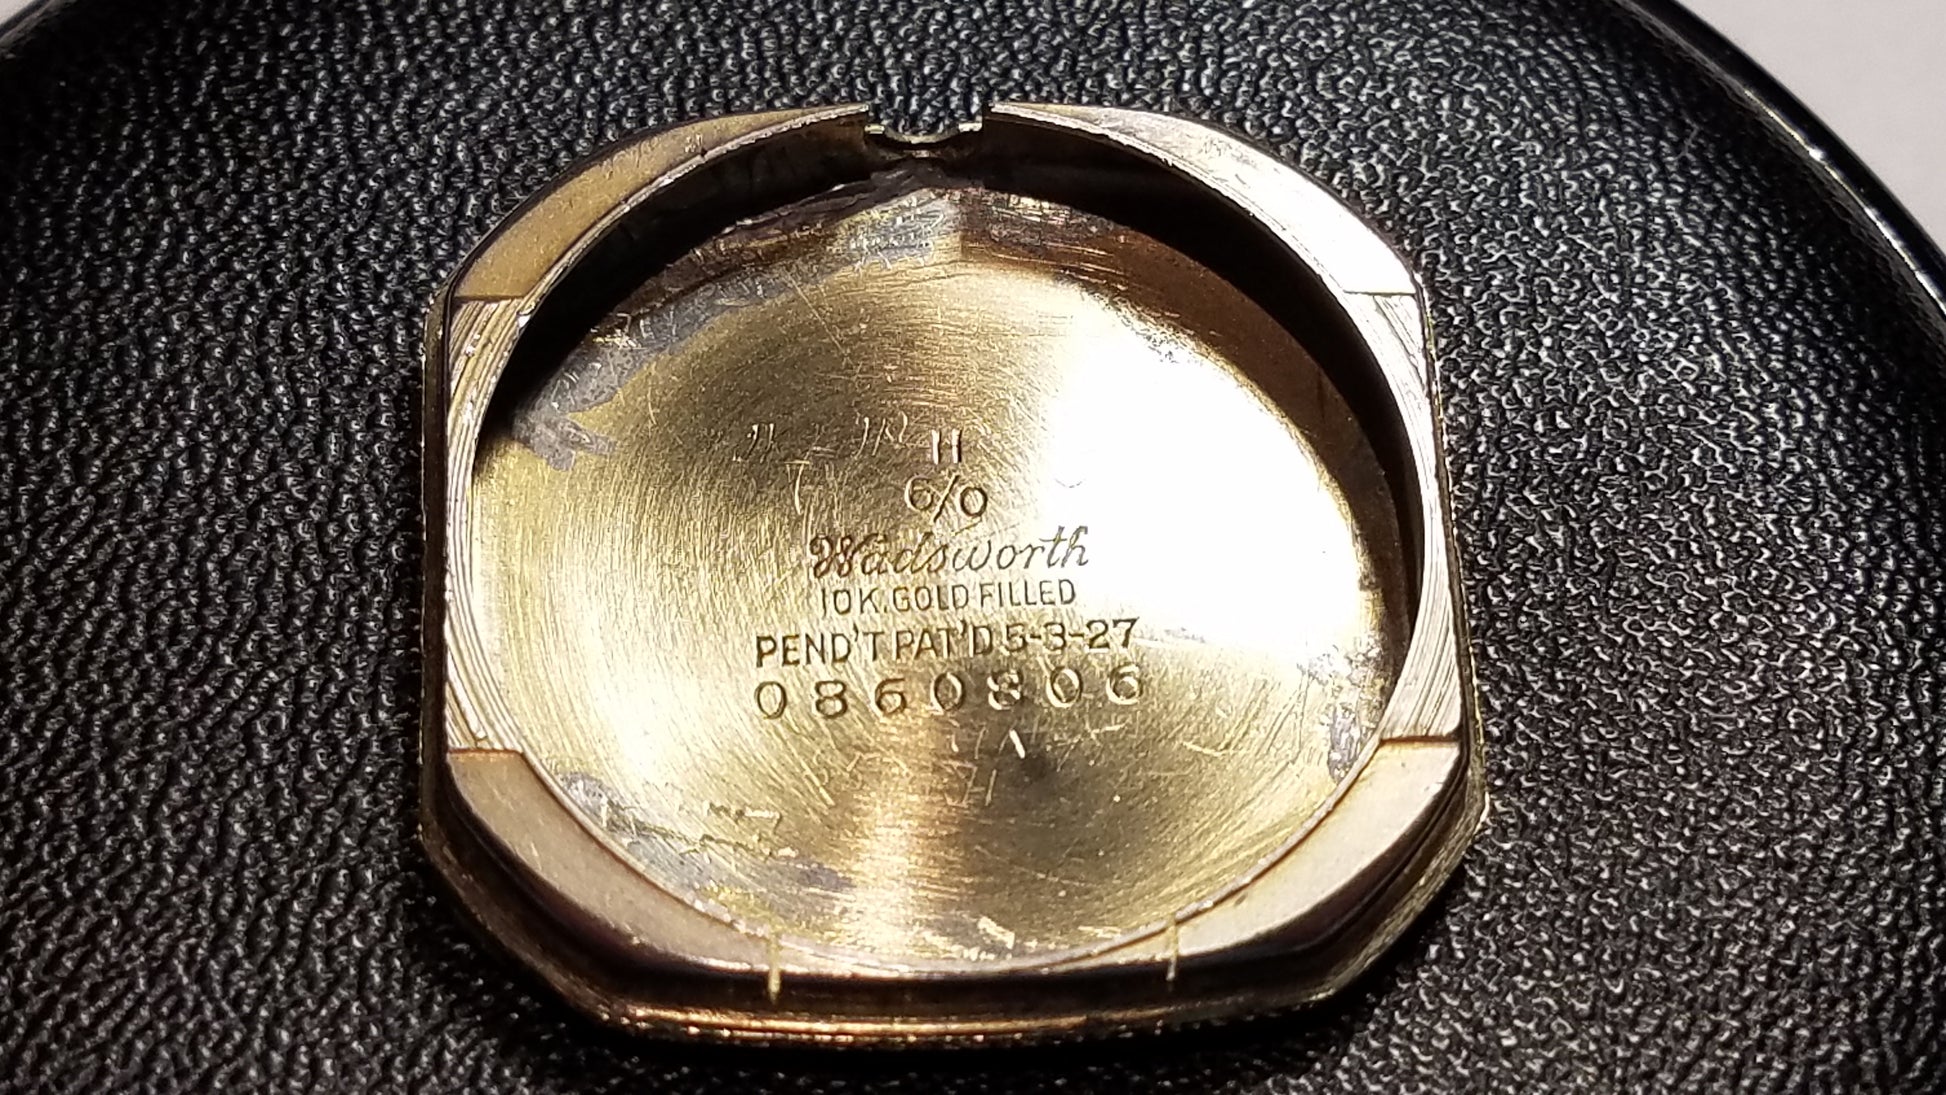 11
6/0
Wadsworth
10K. GOLD FILLED
PEND'T PAT'D 5-3-27
0860806